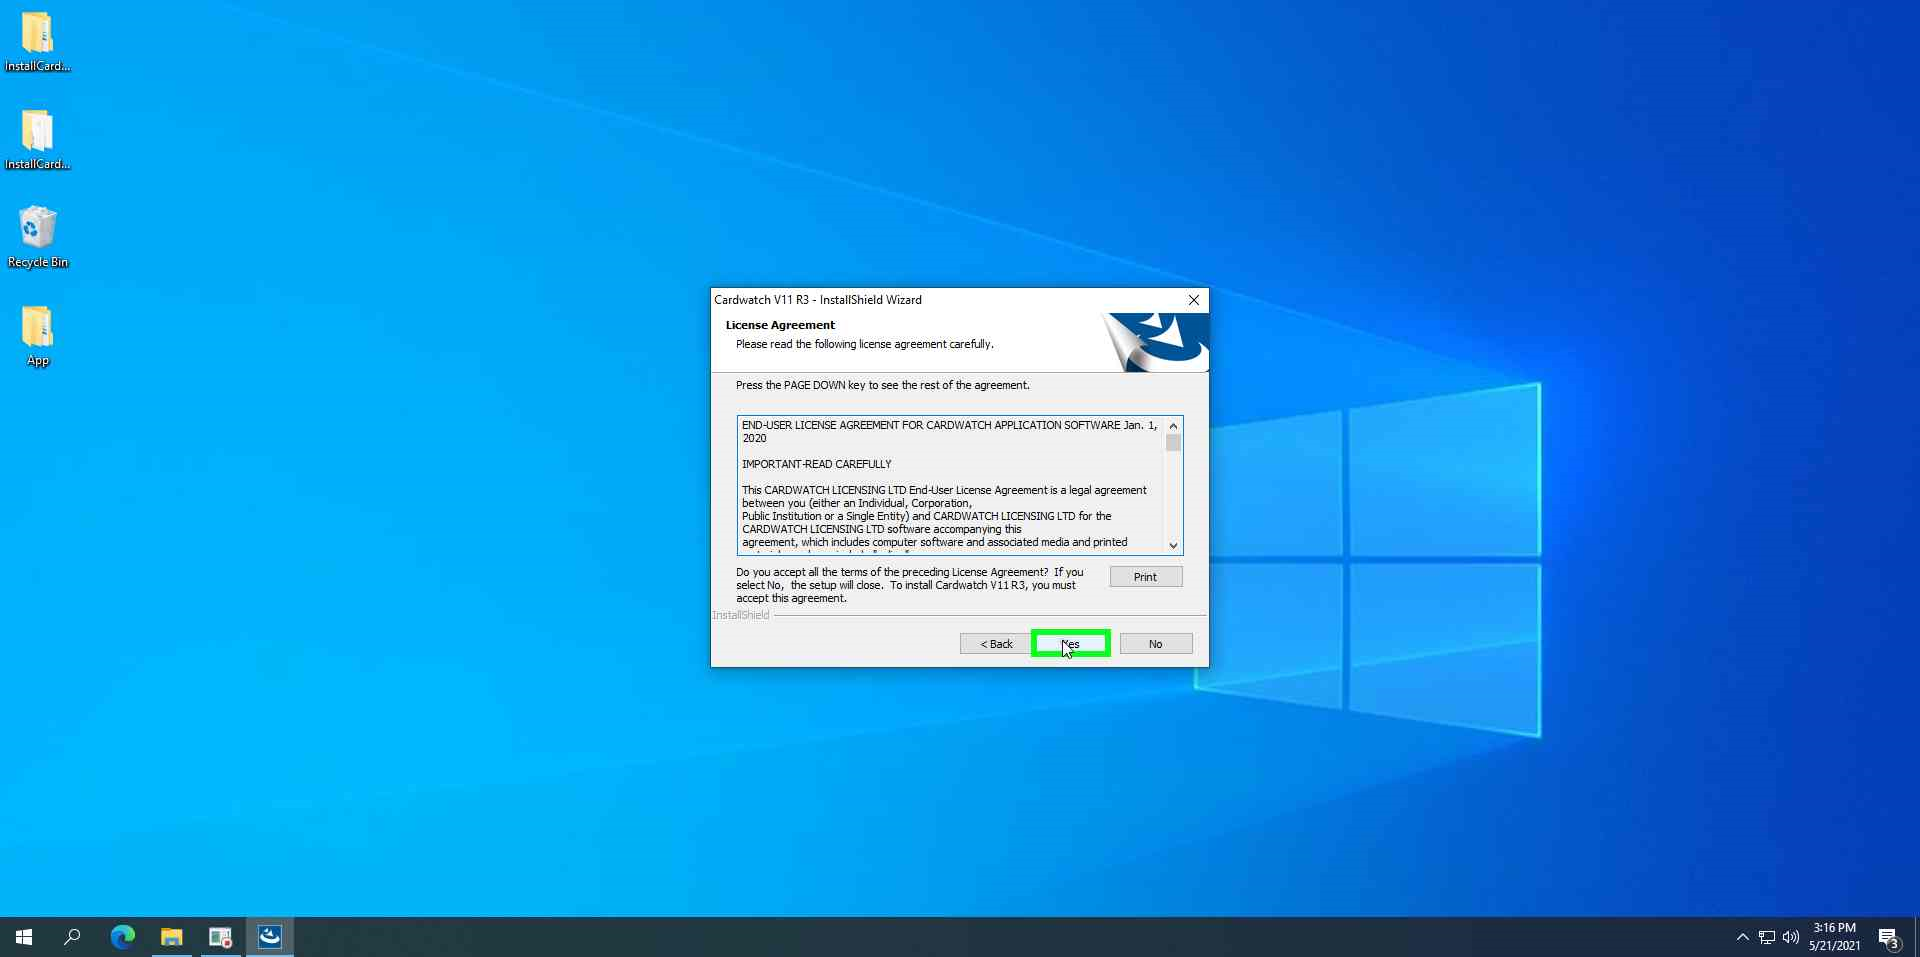 InstallCard...
InstallCard...
Recycle Bin
App
Cardwatch V11 R3 - InstallShield Wizard
License Agreement
Please read the following license agreement carefully.
Press the PAGE DOWN key to see the rest of the agreement.
END-USER LICENSE AGREEMENT FOR CARDWATCH APPLICATION SOFTWARE Jan. 1,
2020
IMPORTANT-READ CAREFULLY
This CARDWATCH LICENSING LTD End-User License Agreement is a legal agreement
between you (either an Individual, Corporation,
Public Institution or a Single Entity) and CARDWATCH LICENSING LTD for the
CARDWATCH LICENSING LTD software accompanying this
agreement, which includes computer software and associated media and printed
Do you accept all the terms of the preceding License Agreement? If you
select No, the setup will close. To install Cardwatch V11 R3, you must
accept this agreement.
Print
InstallShield
< Back
Yes
No
3:16 PM
5/21/2021
3